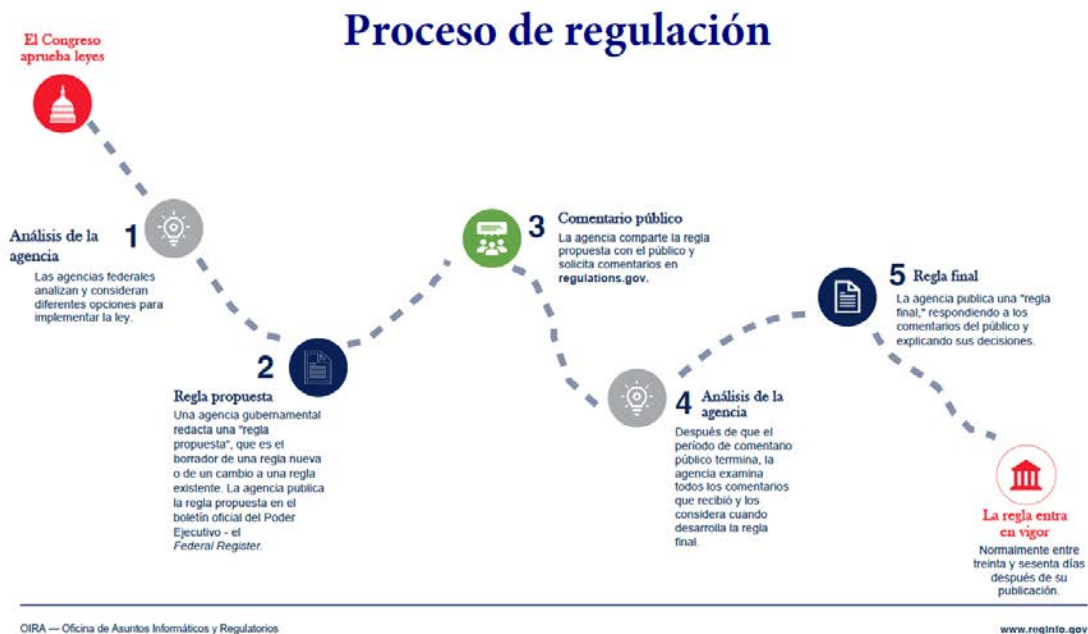 Proceso de regulación
El Congreso
aprueba leyes
1
Análisis de la
agencia
Las agencias federales
analizan y consideran
diferentes opciones para
implementar la ley.
2
Regla propuesta
Una agencia gubernamental
redacta una "regla
propuesta", que es el
borrador de una regla nueva
o de un cambio a una regla
existente. La agencia publica
la regla propuesta en el
boletín oficial del Poder
Ejecutivo - el
Federal Register.
3
Comentario público
La agencia comparte la regla
propuesta con el público y
solicita comentarios en
regulations.gov.
4
Análisis de la
agencia
Después de que el
período de comentario
público termina, la
agencia examina
todos los comentarios
que recibió y los
considera cuando
desarrolla la regla
final.
5 Regla final
La agencia publica una "regla
final," respondiendo a los
comentarios del público y
explicando sus decisiones.
La regla entra
en vigor
Normalmente entre
treinta y sesenta días
después de su
publicación.
OIRA — Oficina de Asuntos Informáticos y Regulatorios
www.reginfo.gov